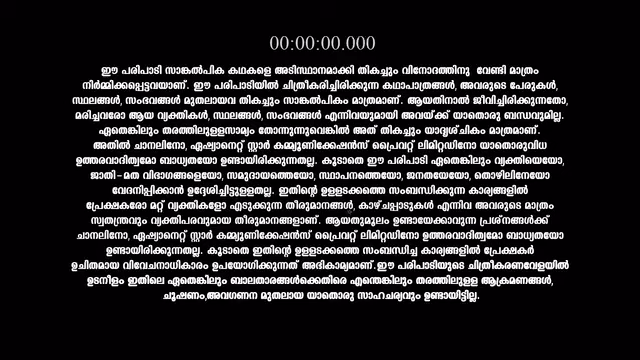 00:00:00.000
ഈ പരിപാടി സാങ്കൽപിക കഥകളെ അടിസ്ഥാനമാക്കി തികച്ചും വിനോദത്തിനു വേണ്ടി മാത്രം
നിർമ്മിക്കപ്പെട്ടവയാണ്. ഈ പരിപാടിയിൽ ചിത്രീകരിച്ചിരിക്കുന്ന കഥാപാത്രങ്ങൾ, അവരുടെ പേരുകൾ,
സ്ഥലങ്ങൾ, സംഭവങ്ങൾ മുതലായവ തികച്ചും സാങ്കൽപികം മാത്രമാണ്. ആയതിനാൽ ജീവിച്ചിരിക്കുന്നതോ,
മരിച്ചവരോ ആയ വ്യക്തികൾ, സ്ഥലങ്ങൾ, സംഭവങ്ങൾ എന്നിവയുമായി അവയ്ക്ക് യാതൊരു ബന്ധവുമില്ല.
ഏതെങ്കിലും തരത്തിലുളളസാമ്യം തോന്നുന്നുവെങ്കിൽ അത് തികച്ചും യാദൃശ്ചികം മാത്രമാണ്.
അതിൽ ചാനലിനോ, ഏഷ്യാനെറ്റ് സ്റ്റാർ കമ്മ്യൂണിക്കേഷൻസ് പ്രൈവറ്റ് ലിമിറ്റഡിനോ യാതൊരുവിധ
ഉത്തരവാദിത്വമോ ബാധ്യതയോ ഉണ്ടായിരിക്കുന്നതല്ല. കൂടാതെ ഈ പരിപാടി ഏതെങ്കിലും വ്യക്തിയെയോ,
ജാതി-മത വിഭാഗങ്ങളെയോ, സമുദായത്തെയോ, സ്ഥാപനത്തെയോ, ജനതയേയോ, തൊഴിലിനേയോ
വേദനിപ്പിക്കാൻ ഉദ്ദേശിച്ചിട്ടുളളതല്ല. ഇതിന്റെ ഉളളടക്കത്തെ സംബന്ധിക്കുന്ന കാര്യങ്ങളിൽ
പ്രേക്ഷകരോ മറ്റ് വ്യക്തികളോ എടുക്കുന്ന തീരുമാനങ്ങൾ, കാഴ്ചപ്പാടുകൾ എന്നിവ അവരുടെ മാത്രം
സ്വതന്ത്രവും വ്യക്തിപരവുമായ തീരുമാനങ്ങളാണ്. ആയതുമൂലം ഉണ്ടായേക്കാവുന്ന പ്രശ്നങ്ങൾക്ക്
ചാനലിനോ, ഏഷ്യാനെറ്റ് സ്റ്റാർ കമ്മ്യൂണിക്കേഷൻസ് പ്രൈവറ്റ് ലിമിറ്റഡിനോ ഉത്തരവാദിത്വമോ ബാധ്യതയോ
ഉണ്ടായിരിക്കുന്നതല്ല. കൂടാതെ ഇതിന്റെ ഉളളടക്കത്തെ സംബന്ധിച്ച കാര്യങ്ങളിൽ പ്രേക്ഷകർ
ഉചിതമായ വിവേചനാധികാരം ഉപയോഗിക്കുന്നത് അഭികാമ്യമാണ്.ഈ പരിപാടിയുടെ ചിത്രീകരണവേളയിൽ
ഉടനീളം ഇതിലെ ഏതെങ്കിലും ബാലതാരങ്ങൾക്കെതിരെ എന്തെങ്കിലും തരത്തിലുളള ആക്രമണങ്ങൾ,
ചൂഷണം,അവഗണന മുതലായ യാതൊരു സാഹചര്യവും ഉണ്ടായിട്ടില്ല.